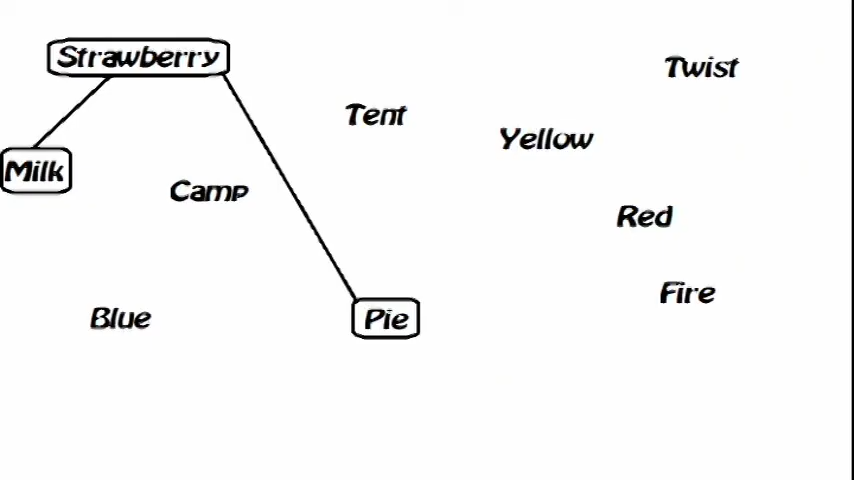 Strawberry
Twist
Tent
Yellow
Milk
Camp
Red
Fire
Blue
Pie